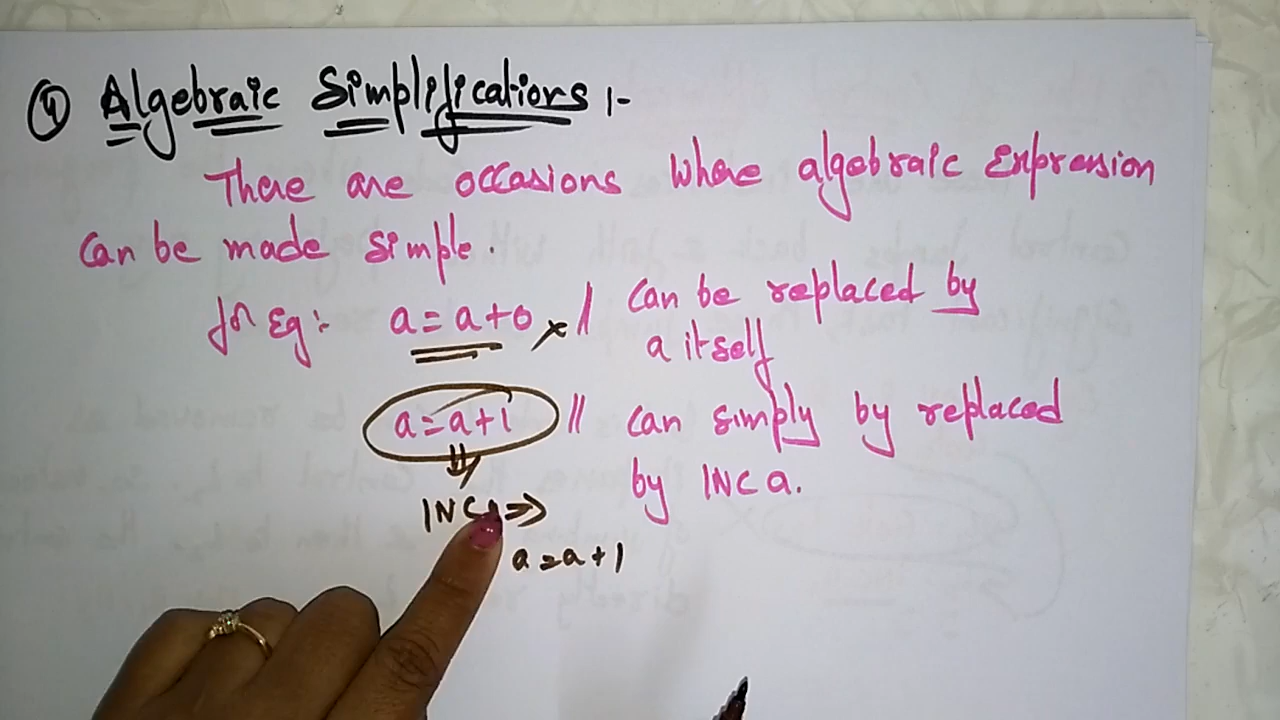 4 Algebraic Simplifications :-
There are occasions where algebraic Expression
can be made simple.
for Eg:- a = a+0 × // can be replaced by
a itself
a = a+1 // can simply by replaced
by INC a.
INC ⇒
a = a+1